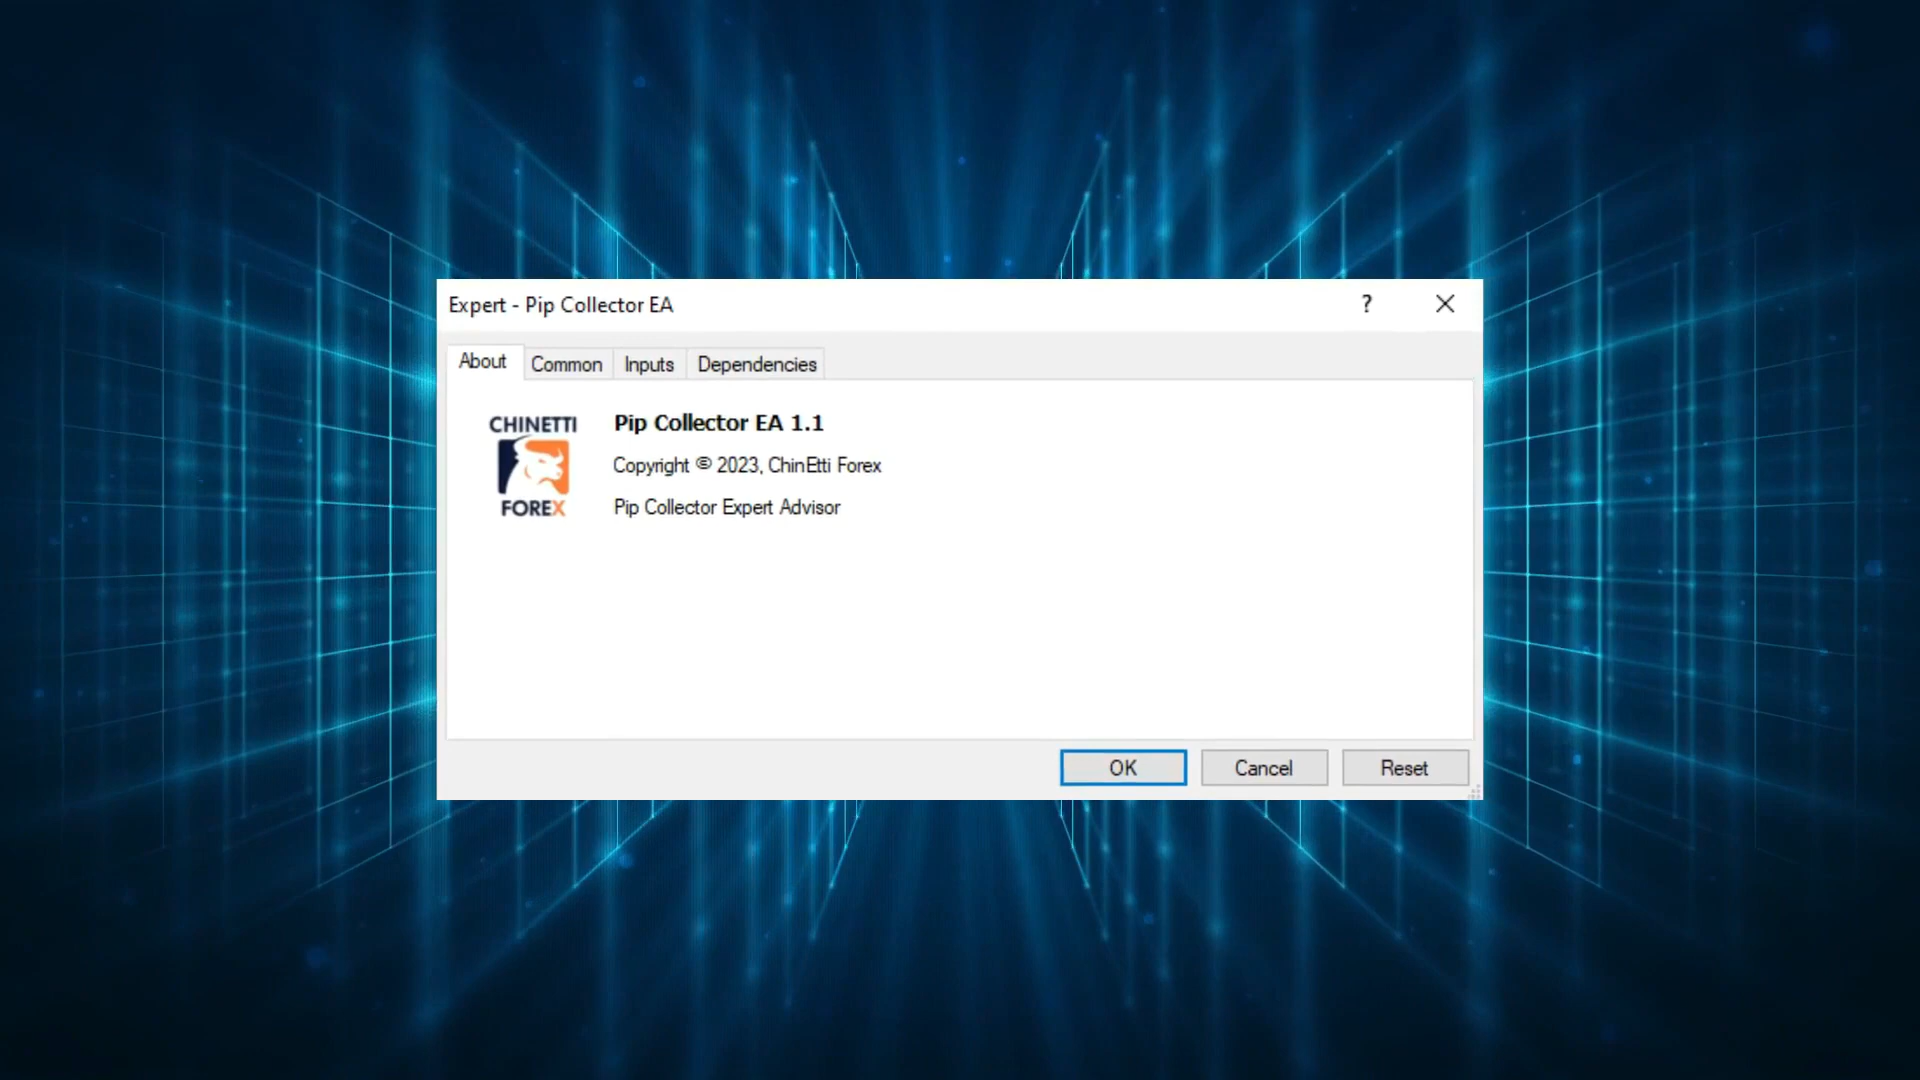 Expert - Pip Collector EA
?
About Common Inputs Dependencies
CHINETTI
FOREX
Pip Collector EA 1.1
Copyright © 2023, ChinEtti Forex
Pip Collector Expert Advisor
OK Cancel Reset